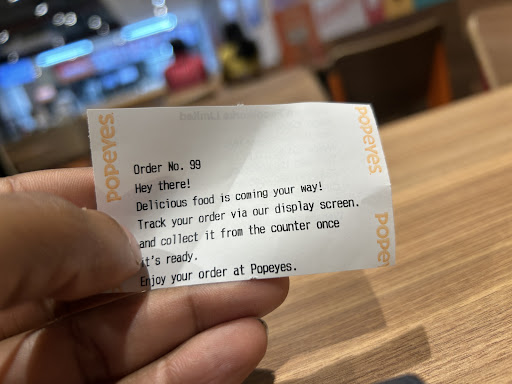 Order No. 99
Hey there!
Delicious food is coming your way!
Track your order via our display screen.
and collect it from the counter once
it's ready.
Enjoy your order at Popeyes.
POPEYES
POPEYES